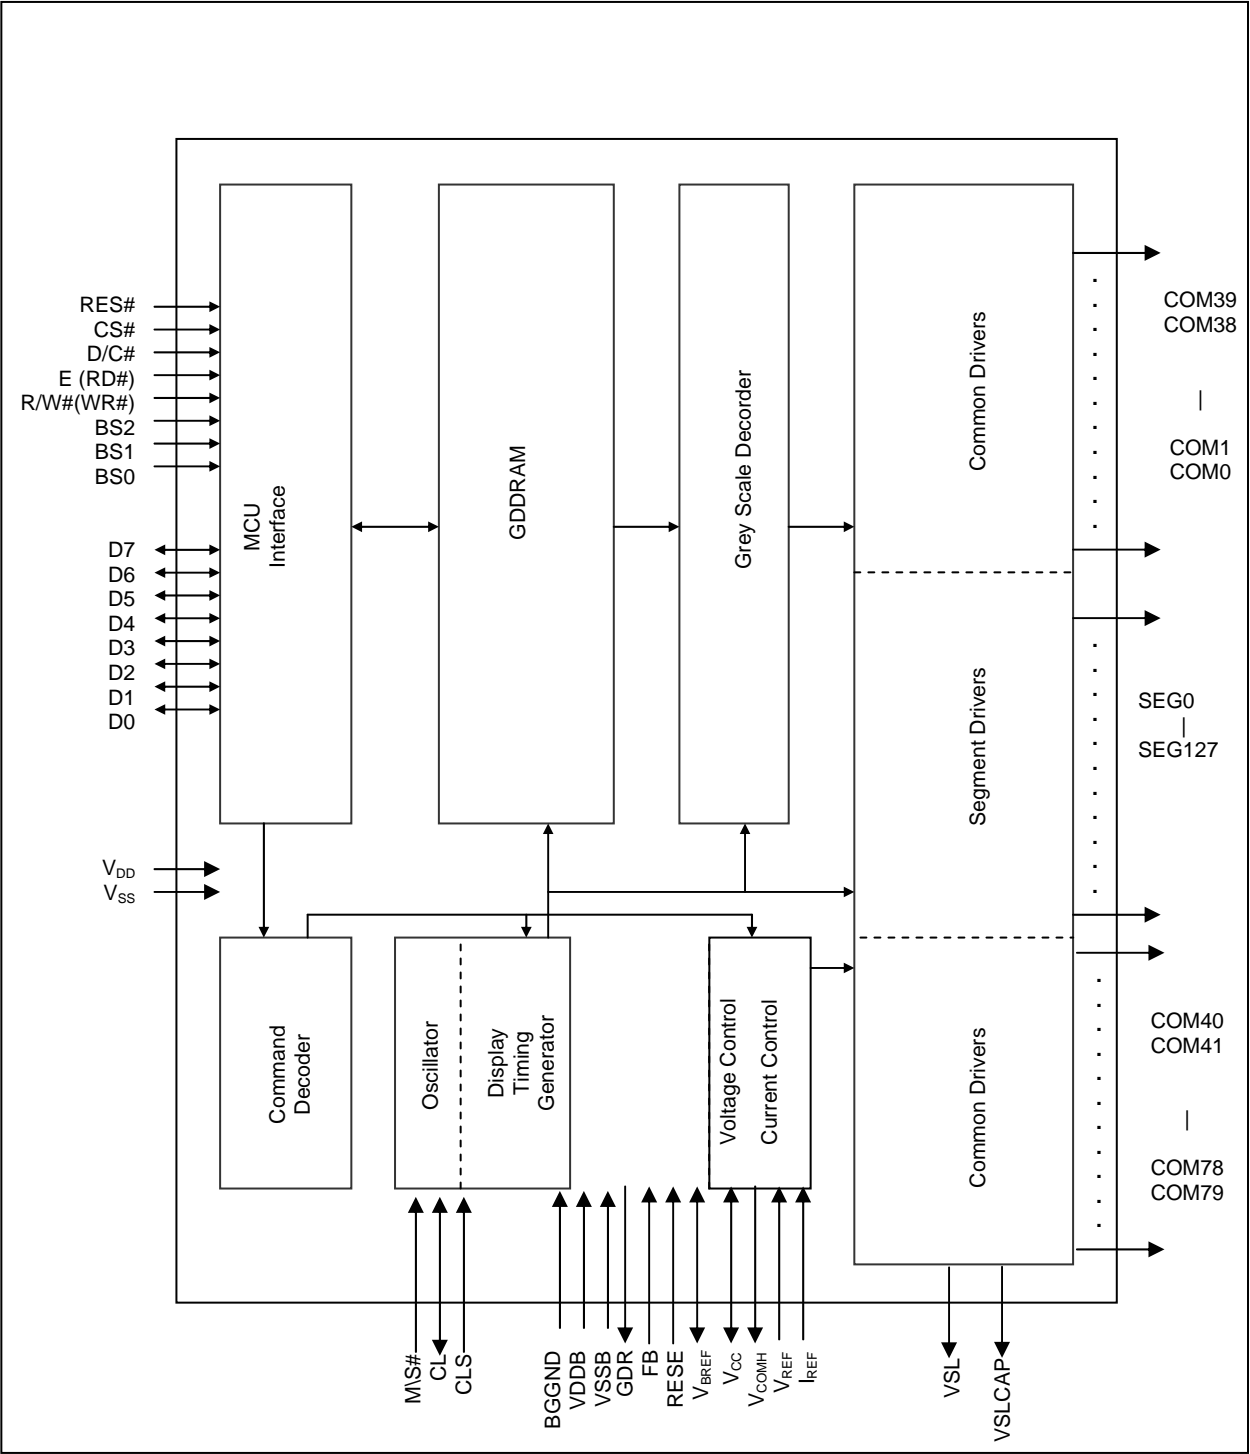 RES#
CS#
D/C#
E (RD#)
R/W#(WR#)
BS2
BS1
BS0
D7
D6
D5
D4
D3
D2
D1
D0
VDD
VSS
MCU
Interface
GDDRAM
Grey Scale Decorder
Common Drivers
Segment Drivers
Common Drivers
COM39
COM38
|
COM1
COM0
SEG0
|
SEG127
COM40
COM41
|
COM78
COM79
Command
Decoder
Oscillator
Display
Timing
Generator
Voltage Control
Current Control
M\S#
CL
CLS
BGGND
VDDB
VSSB
GDR
FB
RESE
VBREF
VCC
VCOMH
VREF
IREF
VSL
VSLCAP